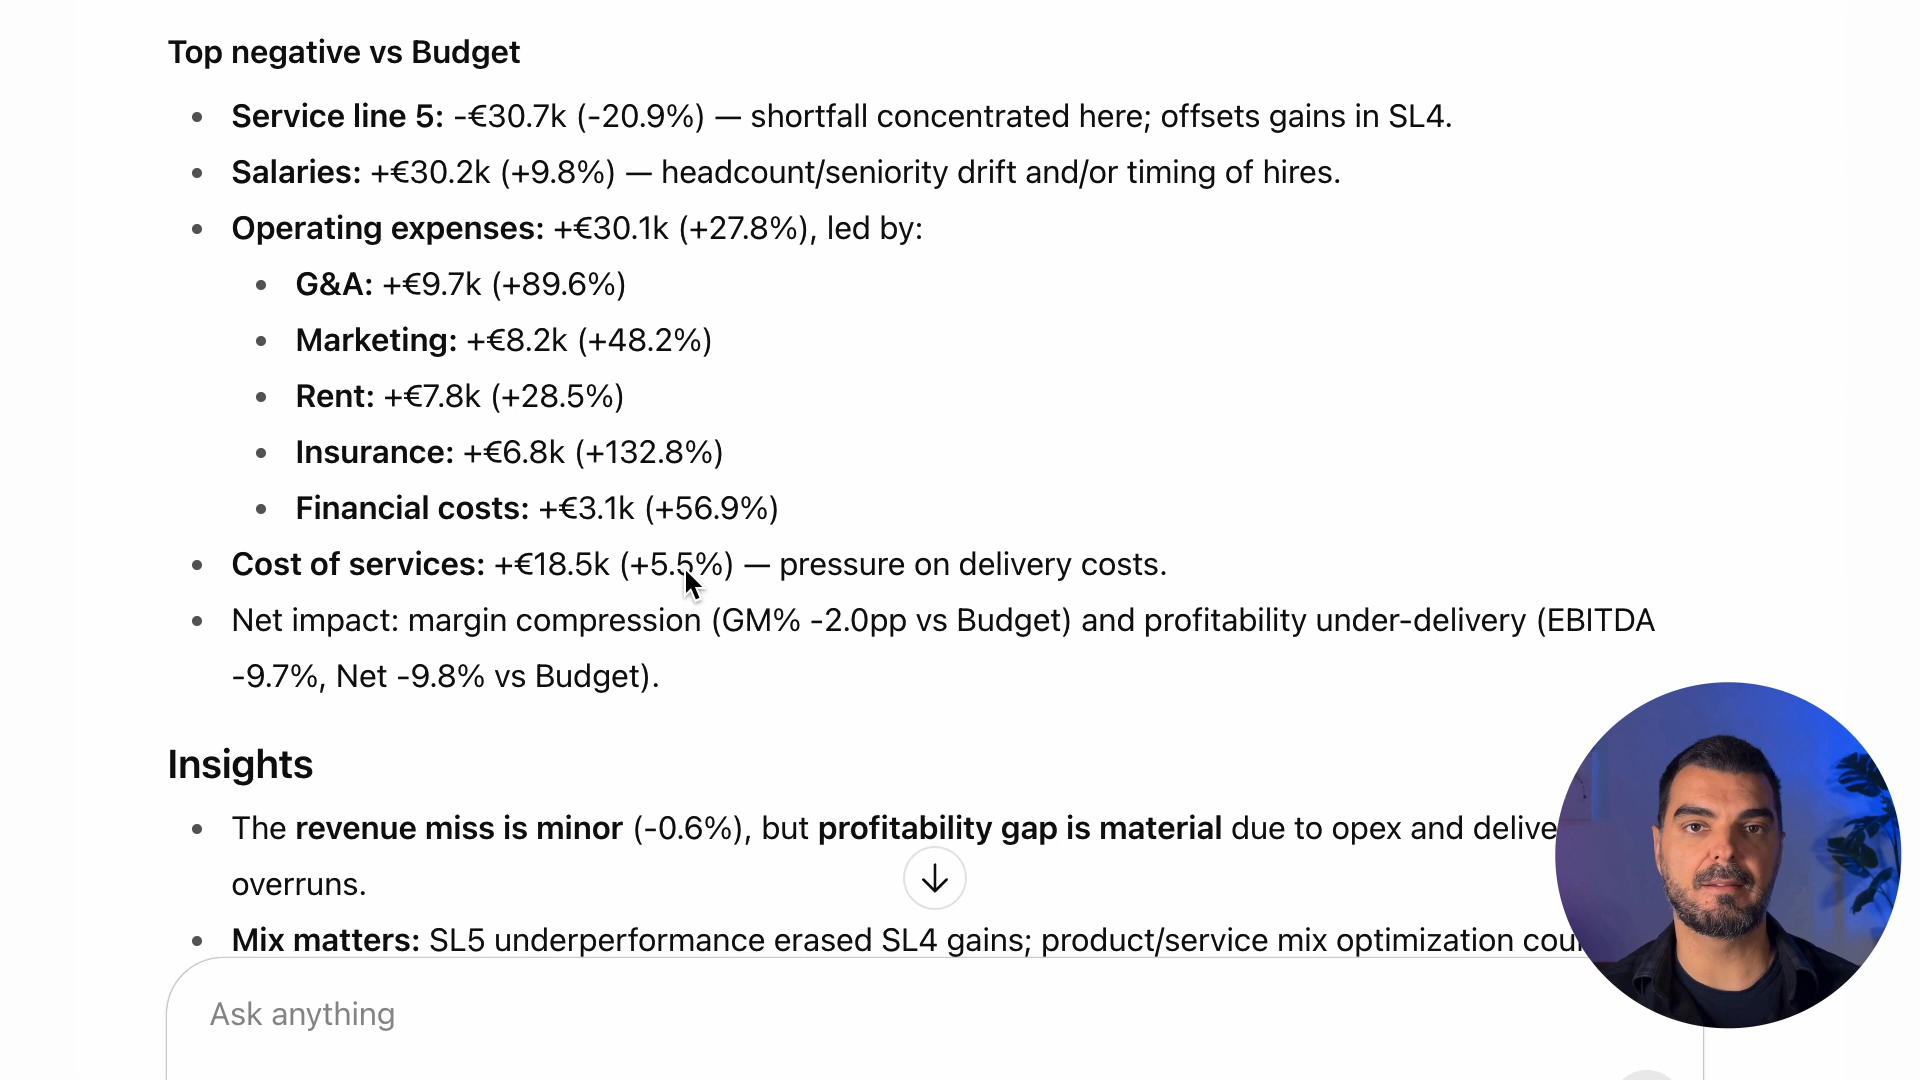 Top negative vs Budget
• Service line 5: -€30.7k (-20.9%) — shortfall concentrated here; offsets gains in SL4.
• Salaries: +€30.2k (+9.8%) — headcount/seniority drift and/or timing of hires.
• Operating expenses: +€30.1k (+27.8%), led by:
• G&A: +€9.7k (+89.6%)
• Marketing: +€8.2k (+48.2%)
• Rent: +€7.8k (+28.5%)
• Insurance: +€6.8k (+132.8%)
• Financial costs: +€3.1k (+56.9%)
• Cost of services: +€18.5k (+5.5%) — pressure on delivery costs.
• Net impact: margin compression (GM% -2.0pp vs Budget) and profitability under-delivery (EBITDA
-9.7%, Net -9.8% vs Budget).
Insights
• The revenue miss is minor (-0.6%), but profitability gap is material due to opex and delive
overruns.
• Mix matters: SL5 underperformance erased SL4 gains; product/service mix optimization
Ask anything